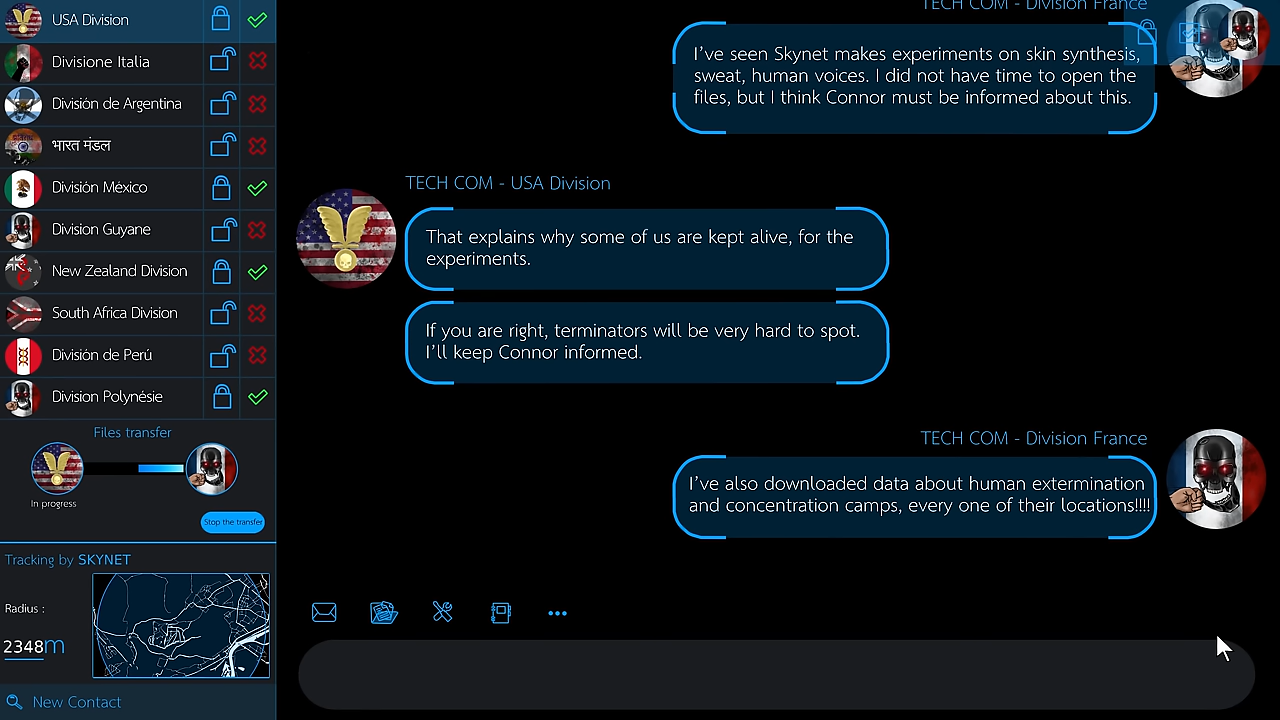 USA Division
Divisione Italia
División de Argentina
भारत मंडल
División México
Division Guyane
New Zealand Division
South Africa Division
División de Perú
Division Polynésie
Files transfer
In progress
Stop the transfer
Tracking by SKYNET
Radius :
2348m
New Contact
TECH COM - Division France
I've seen Skynet makes experiments on skin synthesis,
sweat, human voices. I did not have time to open the
files, but I think Connor must be informed about this.
TECH COM - USA Division
That explains why some of us are kept alive, for the
experiments.
If you are right, terminators will be very hard to spot.
I'll keep Connor informed.
TECH COM - Division France
I've also downloaded data about human extermination
and concentration camps, every one of their locations!!!!